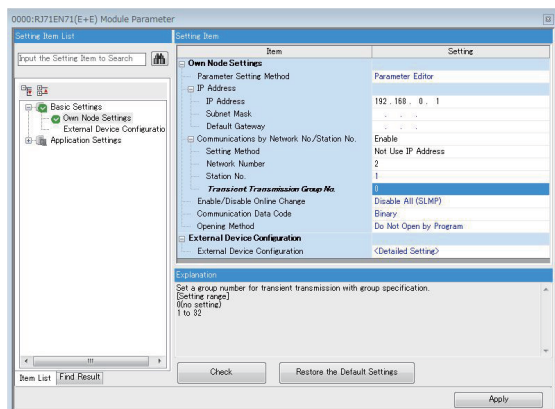 0000:RJ71EN71(E+E) Module Parameter
Setting Item List
Input the Setting Item to Search
Basic Settings
Own Node Settings
External Device Configuratio
Application Settings
Item List
Find Result
Setting Item
Item Setting
Own Node Settings
Parameter Setting Method Parameter Editor
IP Address
IP Address 192 . 168 . 0 . 1
Subnet Mask . . .
Default Gateway . . .
Communications by Network No./Station No. Enable
Setting Method Not Use IP Address
Network Number 2
Station No. 1
Transient Transmission Group No. 0
Enable/Disable Online Change Disable All (SLMP)
Communication Data Code Binary
Opening Method Do Not Open by Program
External Device Configuration
External Device Configuration <Detailed Setting>
Explanation
Set a group number for transient transmission with group specification.
[Setting range]
0(no setting)
1 to 32
Check
Restore the Default Settings
Apply